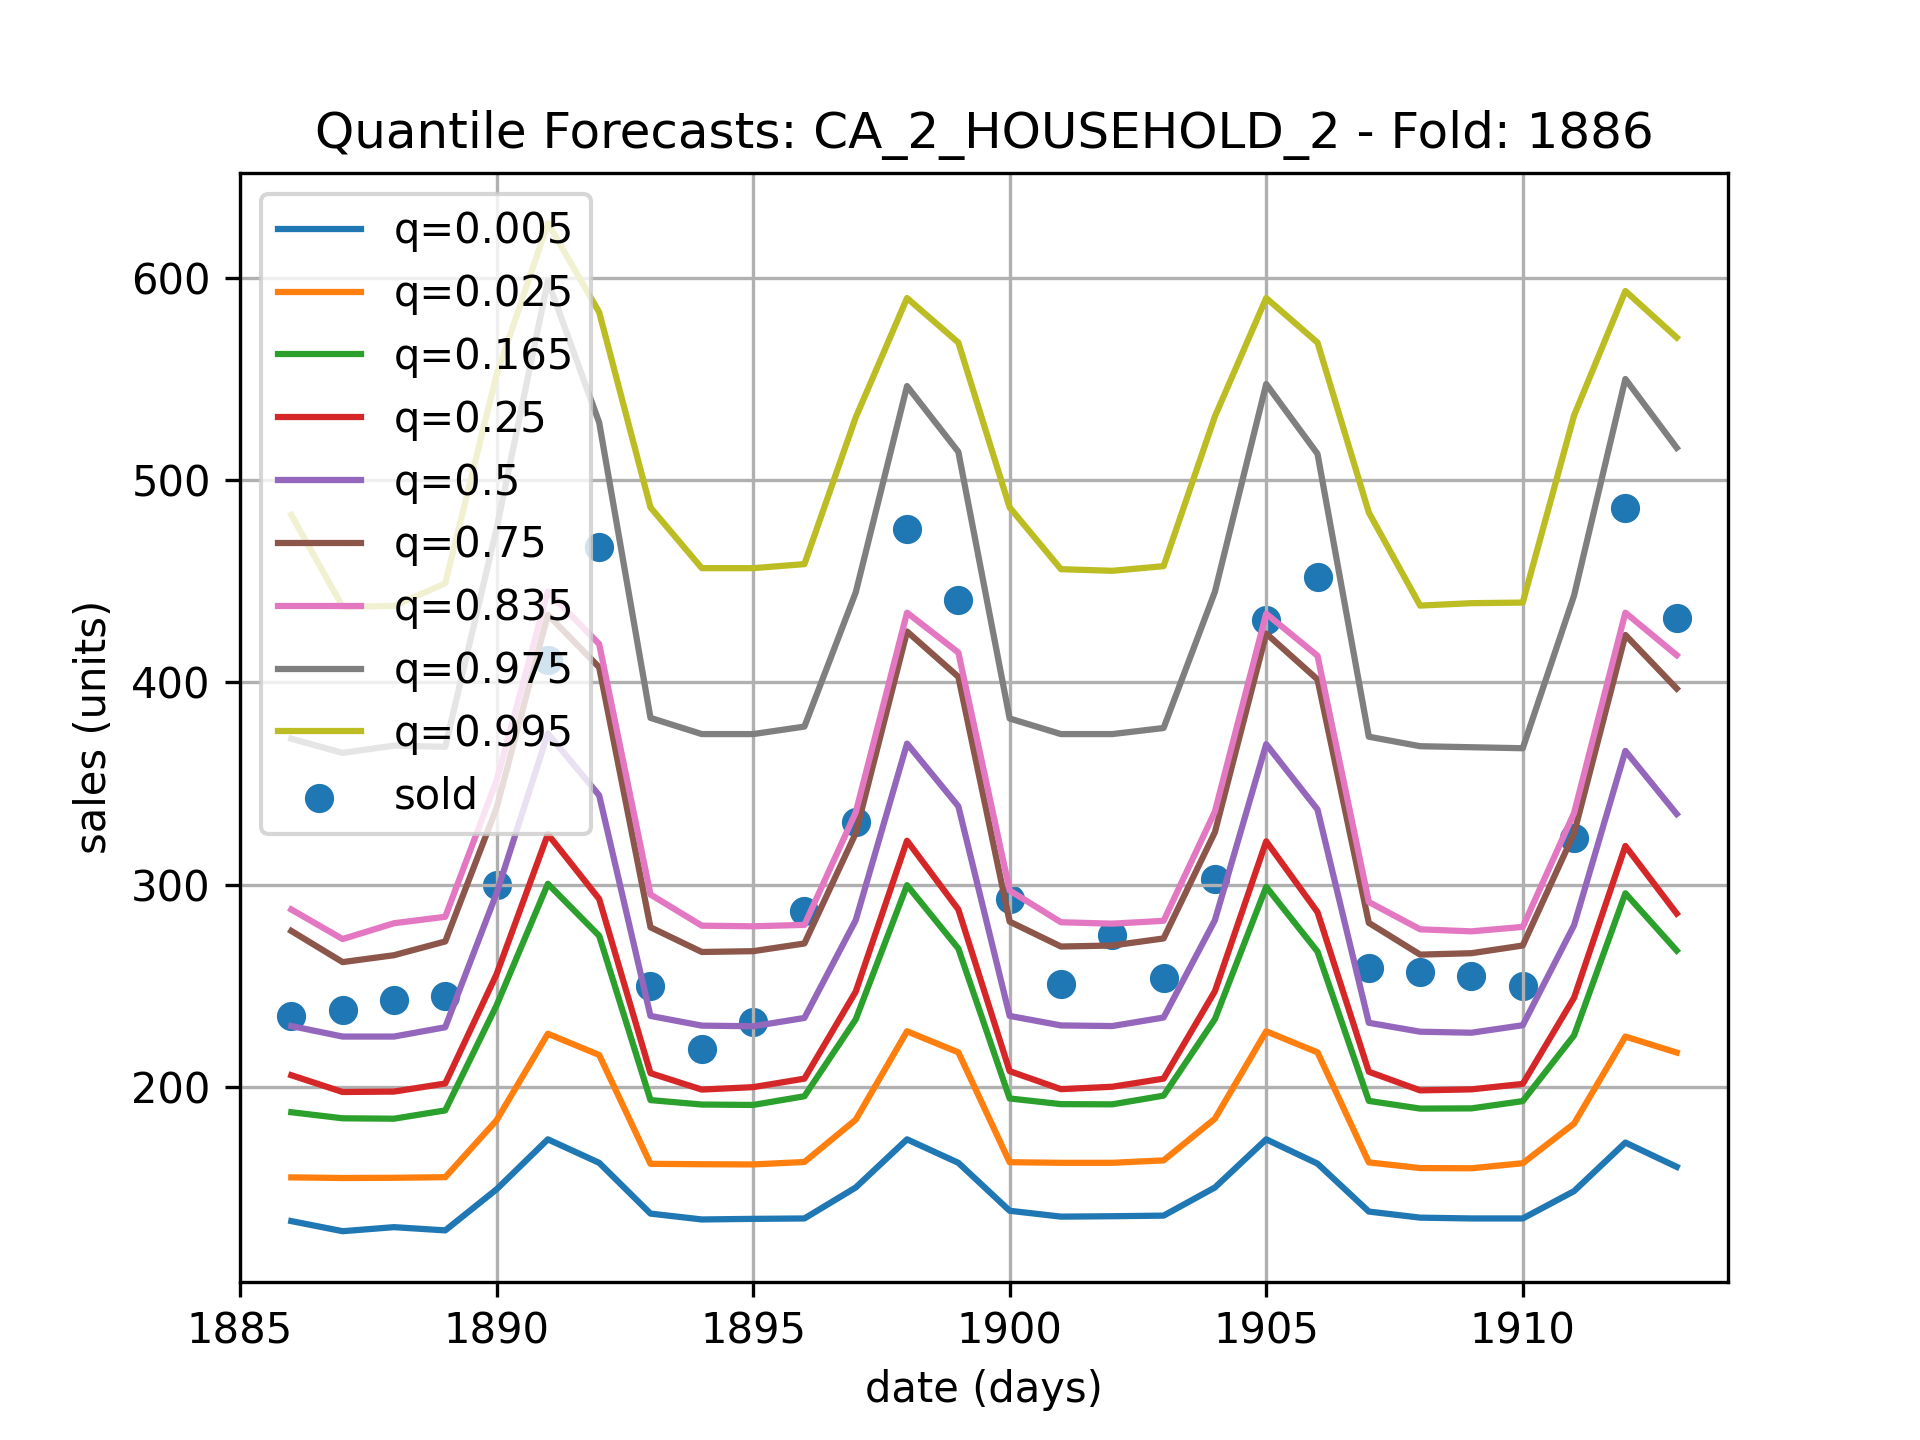 Quantile Forecasts: CA_2_HOUSEHOLD_2 - Fold: 1886
q=0.005
q=0.025
q=0.165
q=0.25
q=0.5
q=0.75
q=0.835
q=0.975
q=0.995
sold
600
500
400
300
200
sales (units)
1885 1890 1895 1900 1905 1910
date (days)